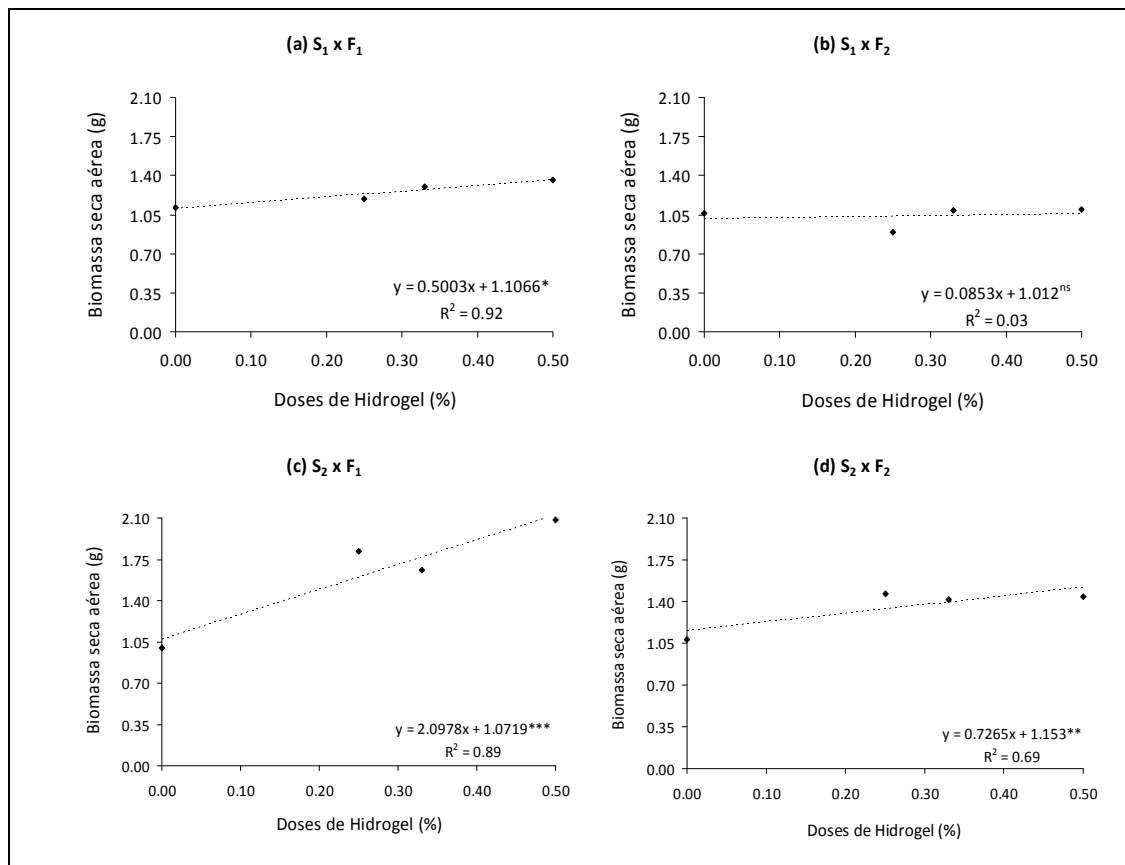 (a) S₁ x F₁
Biomassa seca aérea (g)
2.10
1.75
1.40
1.05
0.70
0.35
0.00
y = 0.5003x + 1.1066*
R² = 0.92
0.00 0.10 0.20 0.30 0.40 0.50
Doses de Hidrogel (%)
(b) S₁ x F₂
Biomassa seca aérea (g)
2.10
1.75
1.40
1.05
0.70
0.35
0.00
y = 0.0853x + 1.012ⁿˢ
R² = 0.03
0.00 0.10 0.20 0.30 0.40 0.50
Doses de Hidrogel (%)
(c) S₂ x F₁
Biomassa seca aérea (g)
2.10
1.75
1.40
1.05
0.70
0.35
0.00
y = 2.0978x + 1.0719***
R² = 0.89
0.00 0.10 0.20 0.30 0.40 0.50
Doses de Hidrogel (%)
(d) S₂ x F₂
Biomassa seca aérea (g)
2.10
1.75
1.40
1.05
0.70
0.35
0.00
y = 0.7265x + 1.153**
R² = 0.69
0.00 0.10 0.20 0.30 0.40 0.50
Doses de Hidrogel (%)